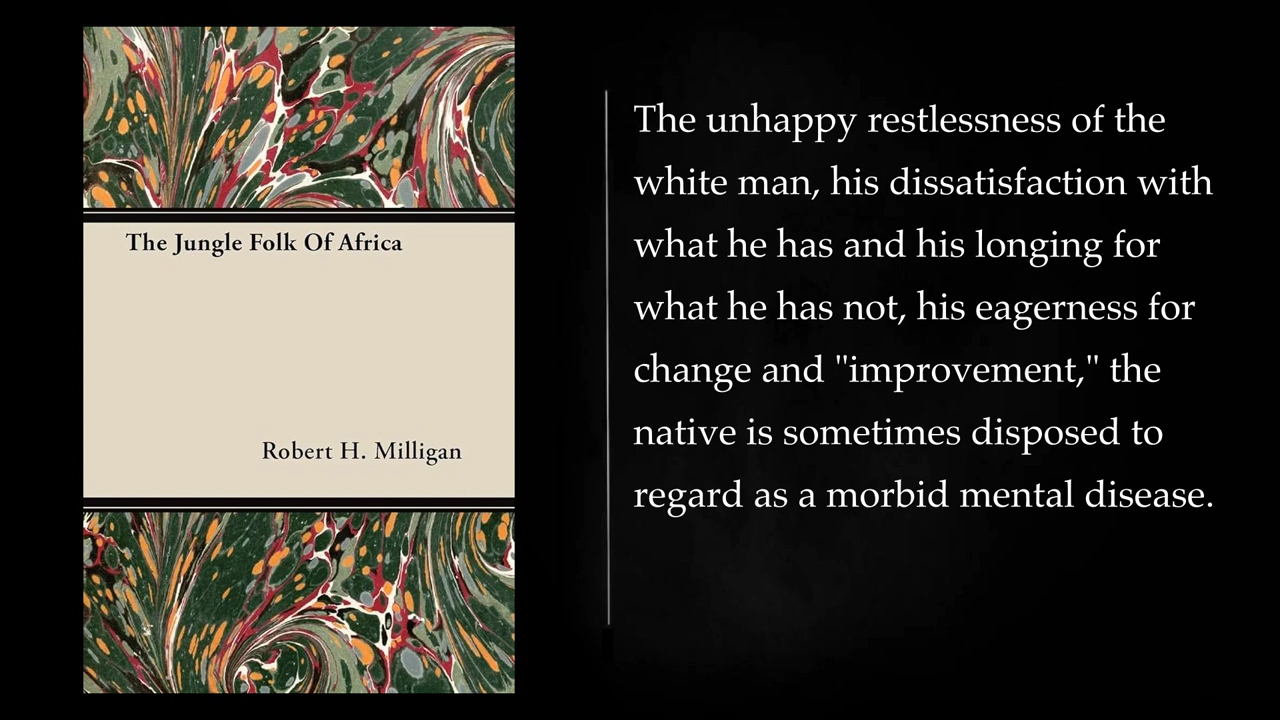 The Jungle Folk Of Africa
Robert H. Milligan
The unhappy restlessness of the
white man, his dissatisfaction with
what he has and his longing for
what he has not, his eagerness for
change and "improvement," the
native is sometimes disposed to
regard as a morbid mental disease.